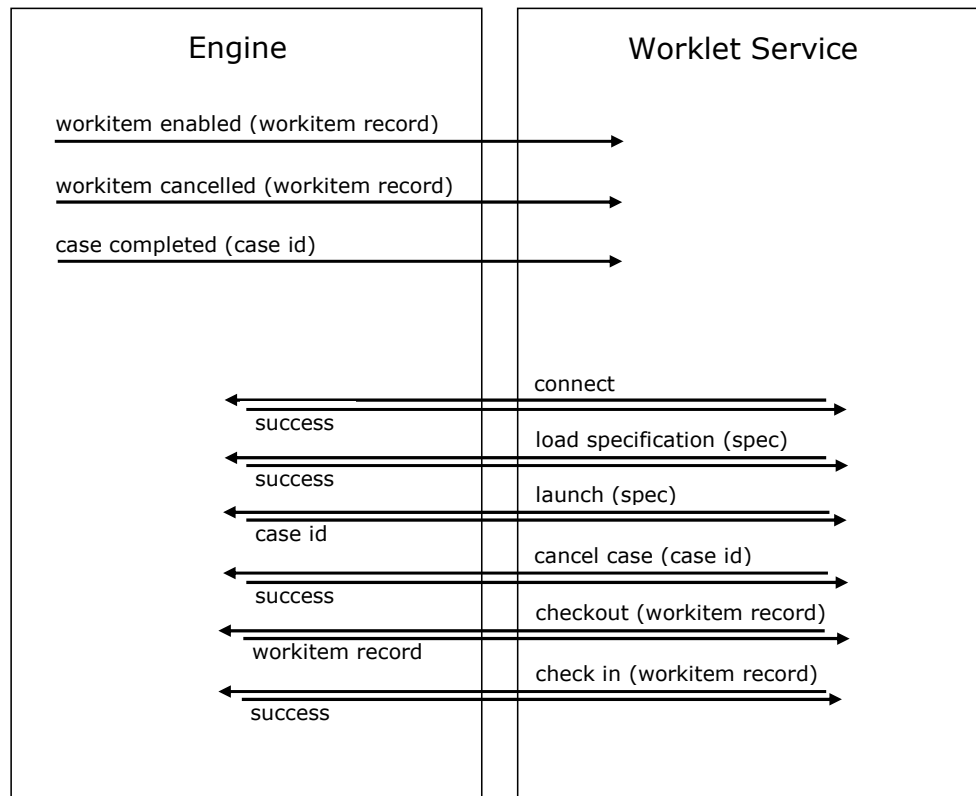 Engine
Worklet Service
workitem enabled (workitem record)
workitem cancelled (workitem record)
case completed (case id)
connect
success
load specification (spec)
success
launch (spec)
case id
cancel case (case id)
success
checkout (workitem record)
workitem record
check in (workitem record)
success